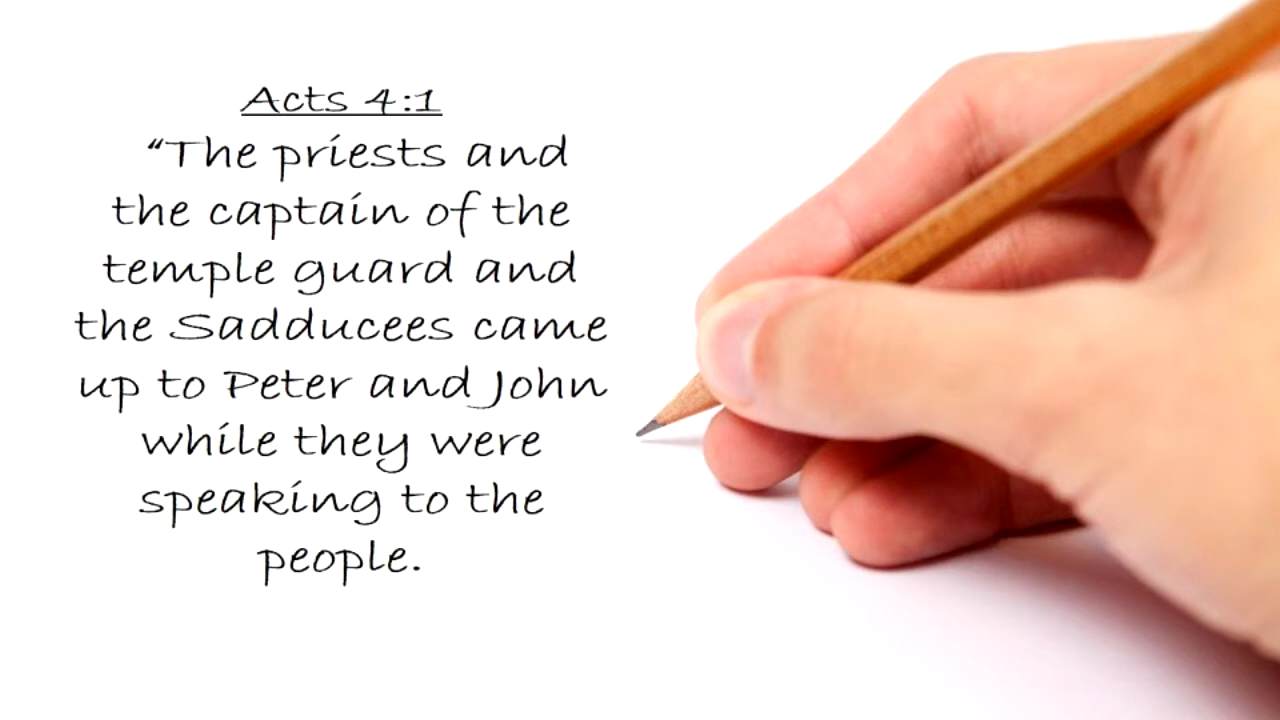 Acts 4:1
“The priests and
the captain of the
temple guard and
the Sadducees came
up to Peter and John
while they were
speaking to the
people.